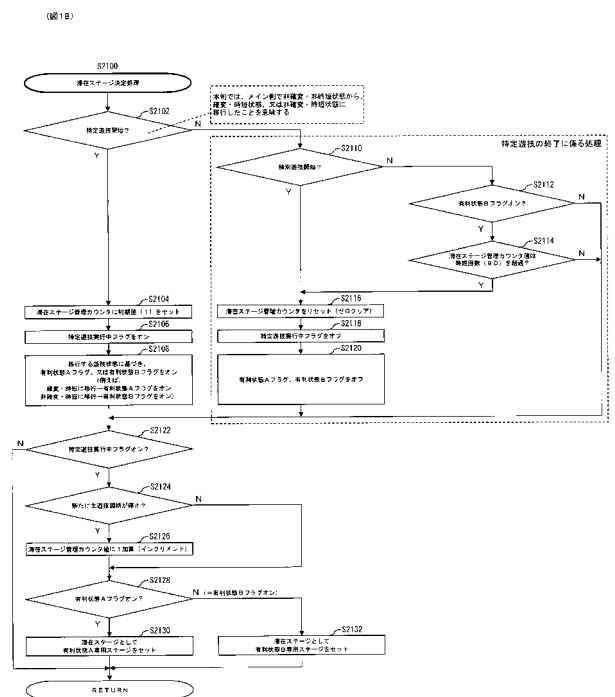 (図18)
S2100
滞在ステージ決定処理
S2102
特定遊技開始？
N
Y
本例では、メイン側で非確変・非時短状態から、
確変・時短状態、又は非確変・時短状態に
移行したことを意味する
特定遊技の終了に係る処理
S2110
特別遊技開始？
N
Y
S2112
有利状態Bフラグオン？
N
Y
S2114
滞在ステージ管理カウンタ値は
時短回数（90）を超過？
N
Y
S2104
滞在ステージ管理カウンタに初期値（1）をセット
S2106
特定遊技実行中フラグをオン
S2108
移行する遊技状態に基づき、
有利状態Aフラグ、又は有利状態Bフラグをオン
（例えば、
確変・時短に移行→有利状態Aフラグをオン
非確変・時短に移行→有利状態Bフラグをオン）
S2116
滞在ステージ管理カウンタをリセット（ゼロクリア）
S2118
特定遊技実行中フラグをオフ
S2120
有利状態Aフラグ、有利状態Bフラグをオフ
S2122
特定遊技実行中フラグオン？
N
Y
S2124
新たに主遊技図柄が停止？
N
Y
S2126
滞在ステージ管理カウンタ値に1加算（インクリメント）
S2128
有利状態Aフラグオン？
N（＝有利状態Bフラグオン）
Y
S2130
滞在ステージとして
有利状態A専用ステージをセット
S2132
滞在ステージとして
有利状態B専用ステージをセット
RETURN